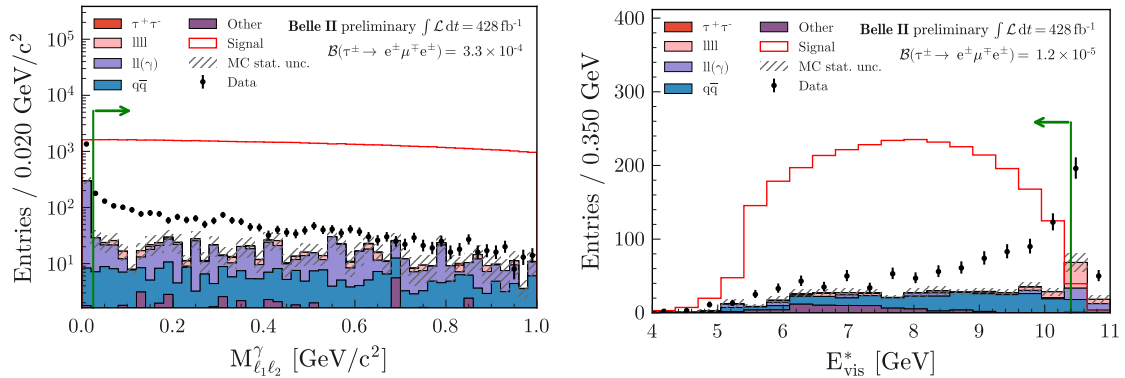 τ⁺τ⁻
llll
ll(γ)
qq̅
Other
Signal
MC stat. unc.
Data
Belle II preliminary ∫ ℒ dt = 428 fb⁻¹
ℬ(τ± → e±μ∓e±) = 3.3 × 10⁻⁴
Entries / 0.020 GeV/c²
10⁵
10⁴
10³
10²
10¹
0.0 0.2 0.4 0.6 0.8 1.0
M^γ_ℓ₁ℓ₂ [GeV/c²]
τ⁺τ⁻
llll
ll(γ)
qq̅
Other
Signal
MC stat. unc.
Data
Belle II preliminary ∫ ℒ dt = 428 fb⁻¹
ℬ(τ± → e±μ∓e±) = 1.2 × 10⁻⁵
Entries / 0.350 GeV
400
300
200
100
0
4 5 6 7 8 9 10 11
E*_vis [GeV]